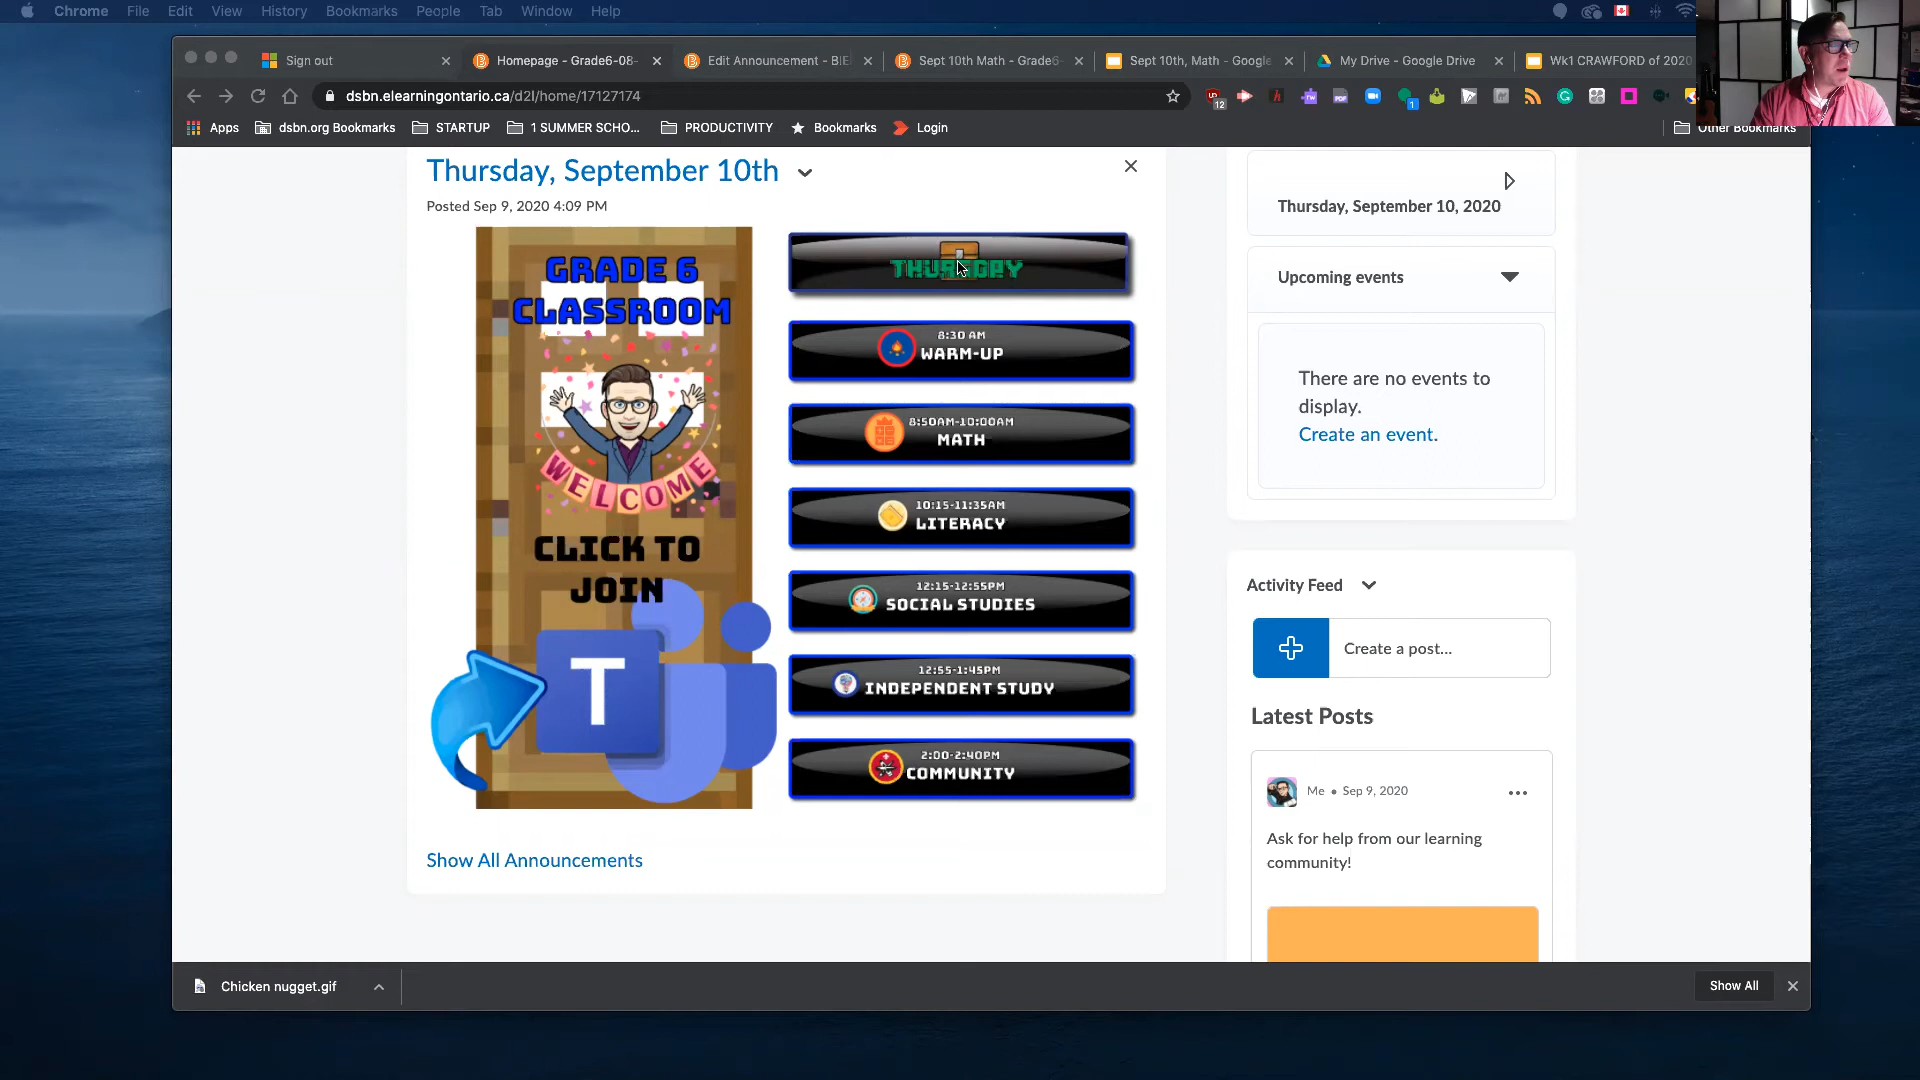 Chrome File Edit View History Bookmarks People Tab Window Help
Sign out
Homepage - Grade6-08-
Edit Announcement - BIE
Sept 10th Math - Grade6-
Sept 10th, Math - Google
My Drive - Google Drive
Wk1 CRAWFORD of 2020
dsbn.elearningontario.ca/d2l/home/17127174
12
1
Apps
dsbn.org Bookmarks
STARTUP
1 SUMMER SCHO...
PRODUCTIVITY
Bookmarks
Login
Other Bookmarks
Thursday, September 10th
Posted Sep 9, 2020 4:09 PM
GRADE 6
CLASSROOM
WELCOME
CLICK TO
JOIN
T
THURSDAY
8:30 AM
WARM-UP
8:50AM-10:00AM
MATH
10:15-11:35AM
LITERACY
12:15-12:55PM
SOCIAL STUDIES
12:55-1:45PM
INDEPENDENT STUDY
2:00-2:40PM
COMMUNITY
Show All Announcements
Thursday, September 10, 2020
Upcoming events
There are no events to
display.
Create an event.
Activity Feed
Create a post...
Latest Posts
Me • Sep 9, 2020
Ask for help from our learning
community!
Chicken nugget.gif
Show All